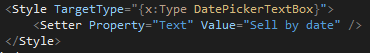 <Style TargetType="{x:Type DatePickerTextBox}">
<Setter Property="Text" Value="Sell by date" />
</Style>